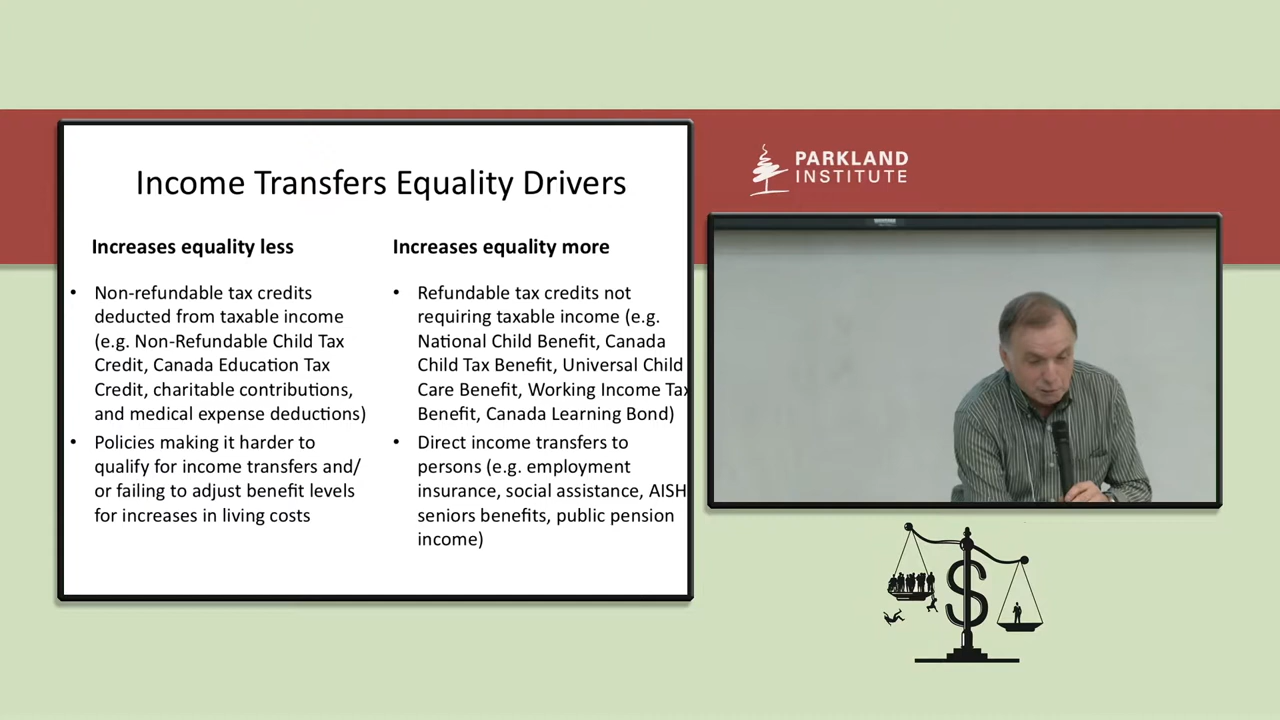 Income Transfers Equality Drivers
Increases equality less
• Non-refundable tax credits
deducted from taxable income
(e.g. Non-Refundable Child Tax
Credit, Canada Education Tax
Credit, charitable contributions,
and medical expense deductions)
• Policies making it harder to
qualify for income transfers and/
or failing to adjust benefit levels
for increases in living costs
Increases equality more
• Refundable tax credits not
requiring taxable income (e.g.
National Child Benefit, Canada
Child Tax Benefit, Universal Child
Care Benefit, Working Income Tax
Benefit, Canada Learning Bond)
• Direct income transfers to
persons (e.g. employment
insurance, social assistance, AISH
seniors benefits, public pension
income)
PARKLAND
INSTITUTE
$